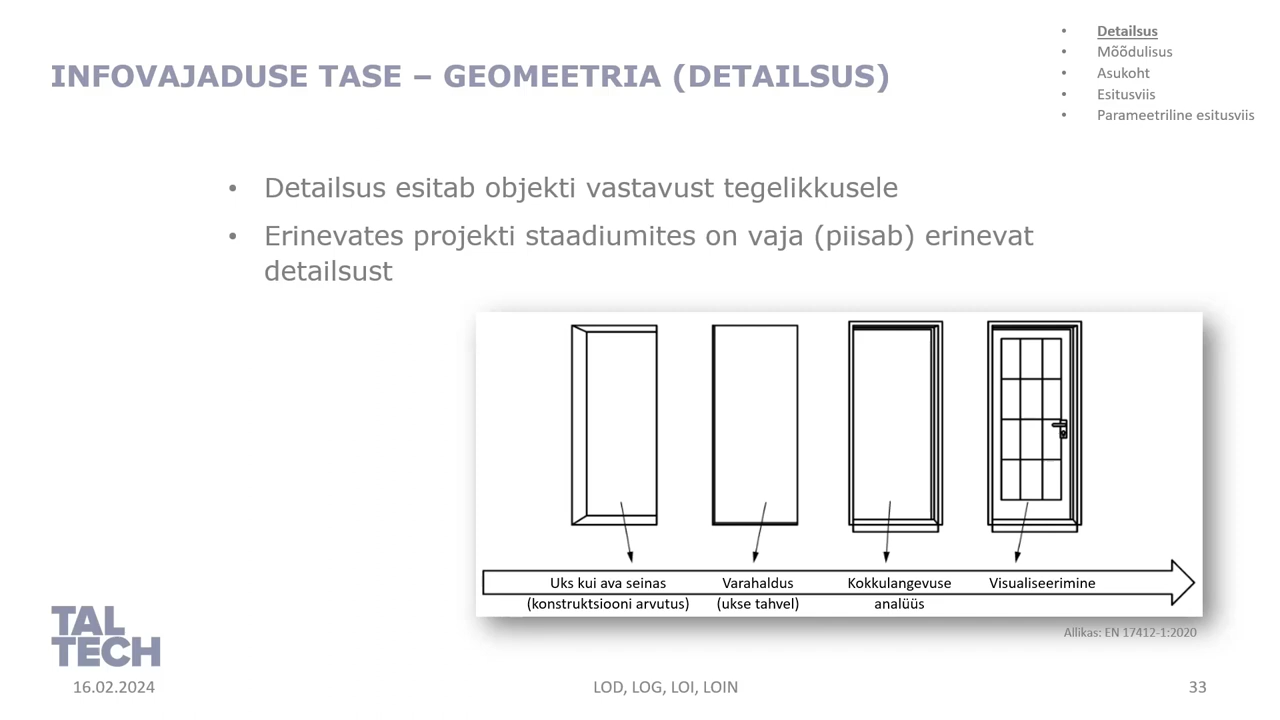 • Detailsus
• Mõõdulisus
• Asukoht
• Esitusviis
• Parameetriline esitusviis
INFOVAJADUSE TASE – GEOMEETRIA (DETAILSUS)
• Detailsus esitab objekti vastavust tegelikkusele
• Erinevates projekti staadiumites on vaja (piisab) erinevat
detailsust
Uks kui ava seinas
(konstruktsiooni arvutus)
Varahaldus
(ukse tahvel)
Kokkulangevuse
analüüs
Visualiseerimine
Allikas: EN 17412-1:2020
TAL
TECH
16.02.2024
LOD, LOG, LOI, LOIN
33